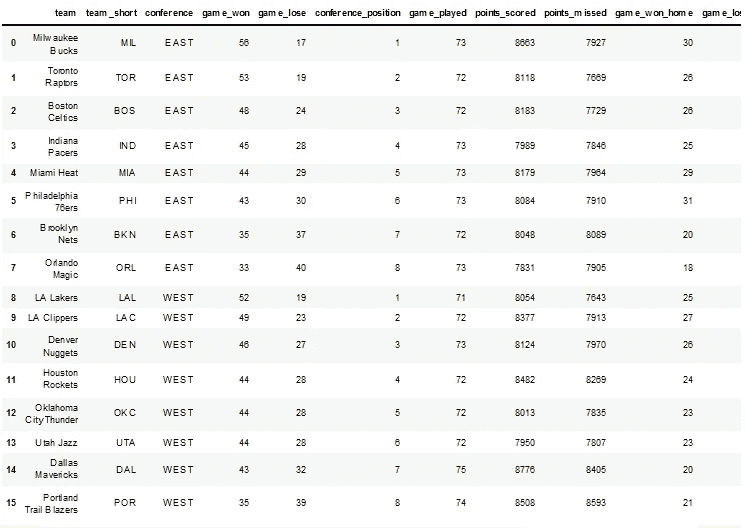 team team_short conference game_won game_lose conference_position game_played points_scored points_missed game_won_home game_los
0 Milwaukee Bucks MIL EAST 56 17 1 73 8663 7927 30
1 Toronto Raptors TOR EAST 53 19 2 72 8118 7669 26
2 Boston Celtics BOS EAST 48 24 3 72 8183 7729 26
3 Indiana Pacers IND EAST 45 28 4 73 7989 7846 25
4 Miami Heat MIA EAST 44 29 5 73 8179 7964 29
5 Philadelphia 76ers PHI EAST 43 30 6 73 8084 7910 31
6 Brooklyn Nets BKN EAST 35 37 7 72 8048 8089 20
7 Orlando Magic ORL EAST 33 40 8 73 7831 7905 18
8 LA Lakers LAL WEST 52 19 1 71 8054 7643 25
9 LA Clippers LAC WEST 49 23 2 72 8377 7913 27
10 Denver Nuggets DEN WEST 46 27 3 73 8124 7970 26
11 Houston Rockets HOU WEST 44 28 4 72 8482 8269 24
12 Oklahoma City Thunder OKC WEST 44 28 5 72 8013 7835 23
13 Utah Jazz UTA WEST 44 28 6 72 7950 7807 23
14 Dallas Mavericks DAL WEST 43 32 7 75 8776 8405 20
15 Portland Trail Blazers POR WEST 35 39 8 74 8508 8593 21